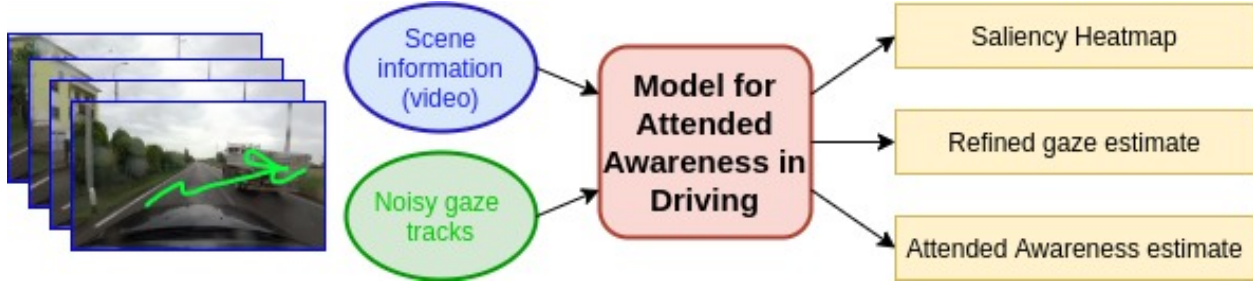 Scene
information
(video)
Noisy gaze
tracks
Model for
Attended
Awareness in
Driving
Saliency Heatmap
Refined gaze estimate
Attended Awareness estimate